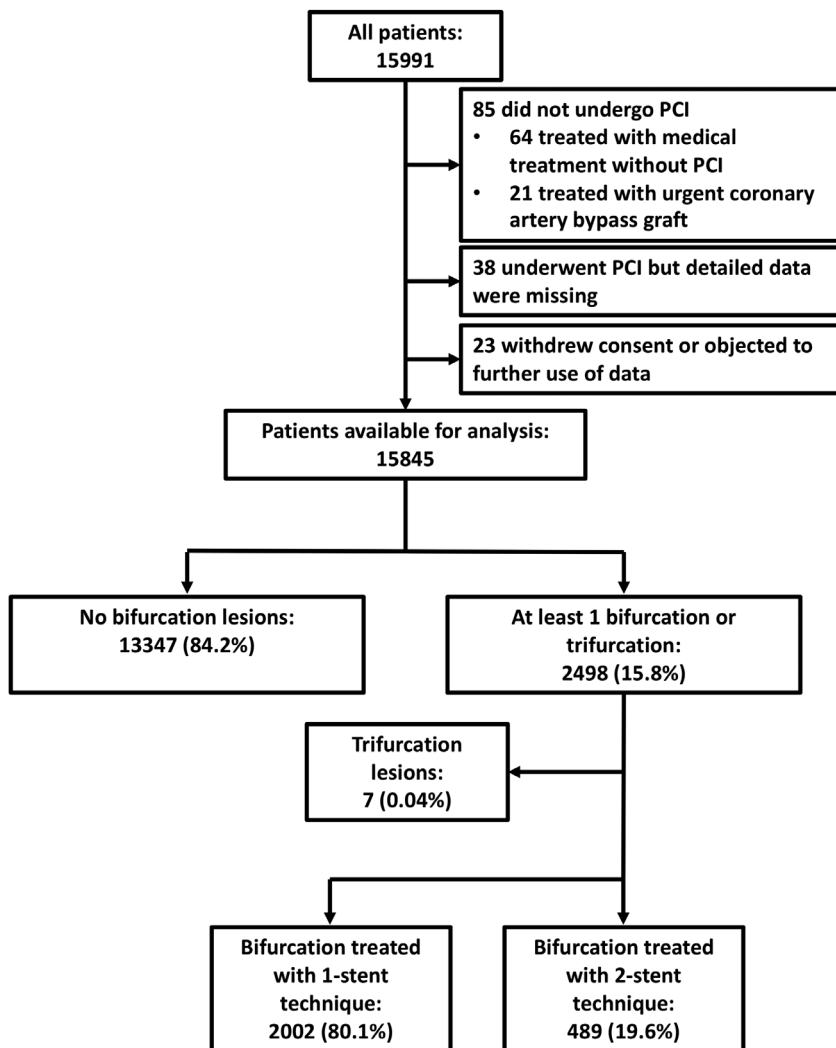 All patients:
15991
85 did not undergo PCI
• 64 treated with medical
treatment without PCI
• 21 treated with urgent coronary
artery bypass graft
38 underwent PCI but detailed data
were missing
23 withdrew consent or objected to
further use of data
Patients available for analysis:
15845
No bifurcation lesions:
13347 (84.2%)
At least 1 bifurcation or
trifurcation:
2498 (15.8%)
Trifurcation
lesions:
7 (0.04%)
Bifurcation treated
with 1-stent
technique:
2002 (80.1%)
Bifurcation treated
with 2-stent
technique:
489 (19.6%)